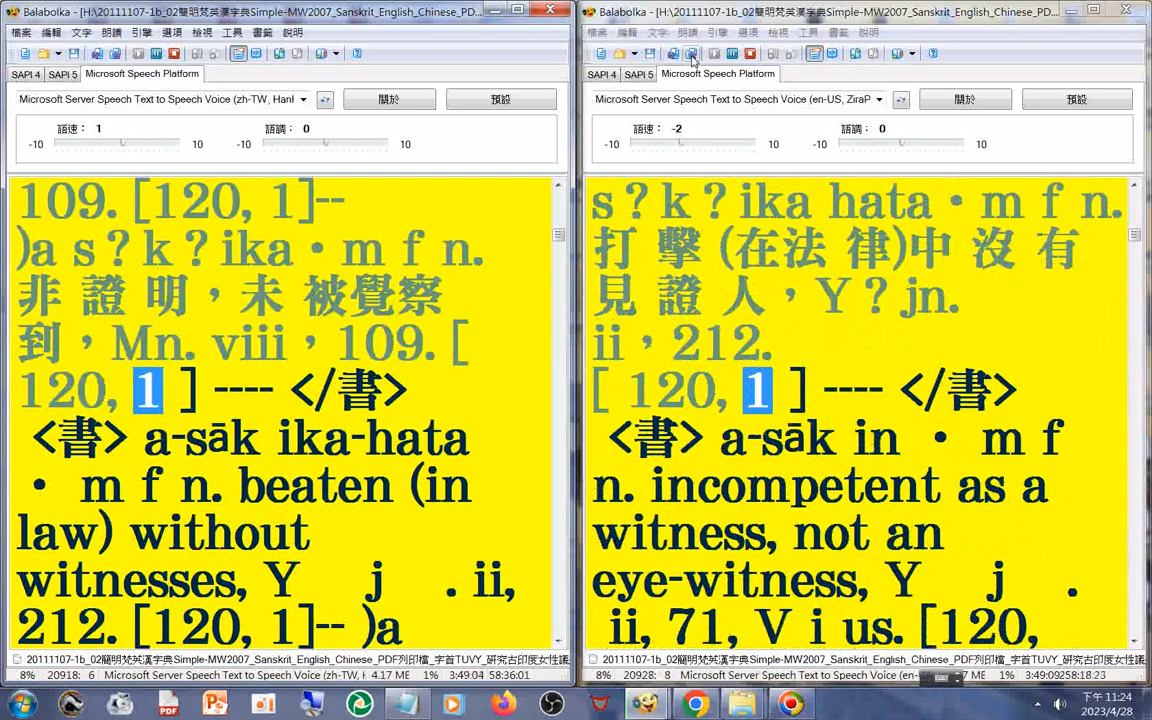 Balabolka - [H:\20111107-1b_02簡明梵英漢字典Simple-MW2007_Sanskrit_English_Chinese_PD...
檔案 編輯 文字 朗讀 引擎 選項 檢視 工具 書籤 說明
SAPI 4 SAPI 5 Microsoft Speech Platform
Microsoft Server Speech Text to Speech Voice (zh-TW, Hanl
關於 預設
語速： 1 語調： 0
-10 10 -10 10
109. [120, 1]--
)a s？k？ika • m f n.
非 證 明，未 被覺察
到，Mn. viii，109. [
120, 1 ] ---- </書>
<書> a-sāk ika-hata
• m f n. beaten (in
law) without
witnesses, Y j . ii,
212. [120, 1]-- )a
20111107-1b_02簡明梵英漢字典Simple-MW2007_Sanskrit_English_Chinese_PDF列印檔_字首TUVY_研究古印度女性議
8% 20918: 6 Microsoft Server Speech Text to Speech Voice (zh-TW, H 4.17 ME 1% 3:49:04 58:36:01
Balabolka - [H:\20111107-1b_02簡明梵英漢字典Simple-MW2007_Sanskrit_English_Chinese_PD...
檔案 編輯 文字 朗讀 引擎 選項 檢視 工具 書籤 說明
SAPI 4 SAPI 5 Microsoft Speech Platform
Microsoft Server Speech Text to Speech Voice (en-US, ZiraP
關於 預設
語速： -2 語調： 0
-10 10 -10 10
s？k？ika hata • m f n.
打 擊 (在法 律)中 沒 有
見 證 人，Y？jn.
ii，212.
[ 120, 1 ] ---- </書>
<書> a-sāk in • m f
n. incompetent as a
witness, not an
eye-witness, Y j .
ii, 71, V i us. [120,
20111107-1b_02簡明梵英漢字典Simple-MW2007_Sanskrit_English_Chinese_PDF列印檔_字首TUVY_研究古印度女性議
8% 20928: 8 Microsoft Server Speech Text to Speech Voice 1% 3:49:09 58:18:23
PDF
下午 11:24
2023/4/28